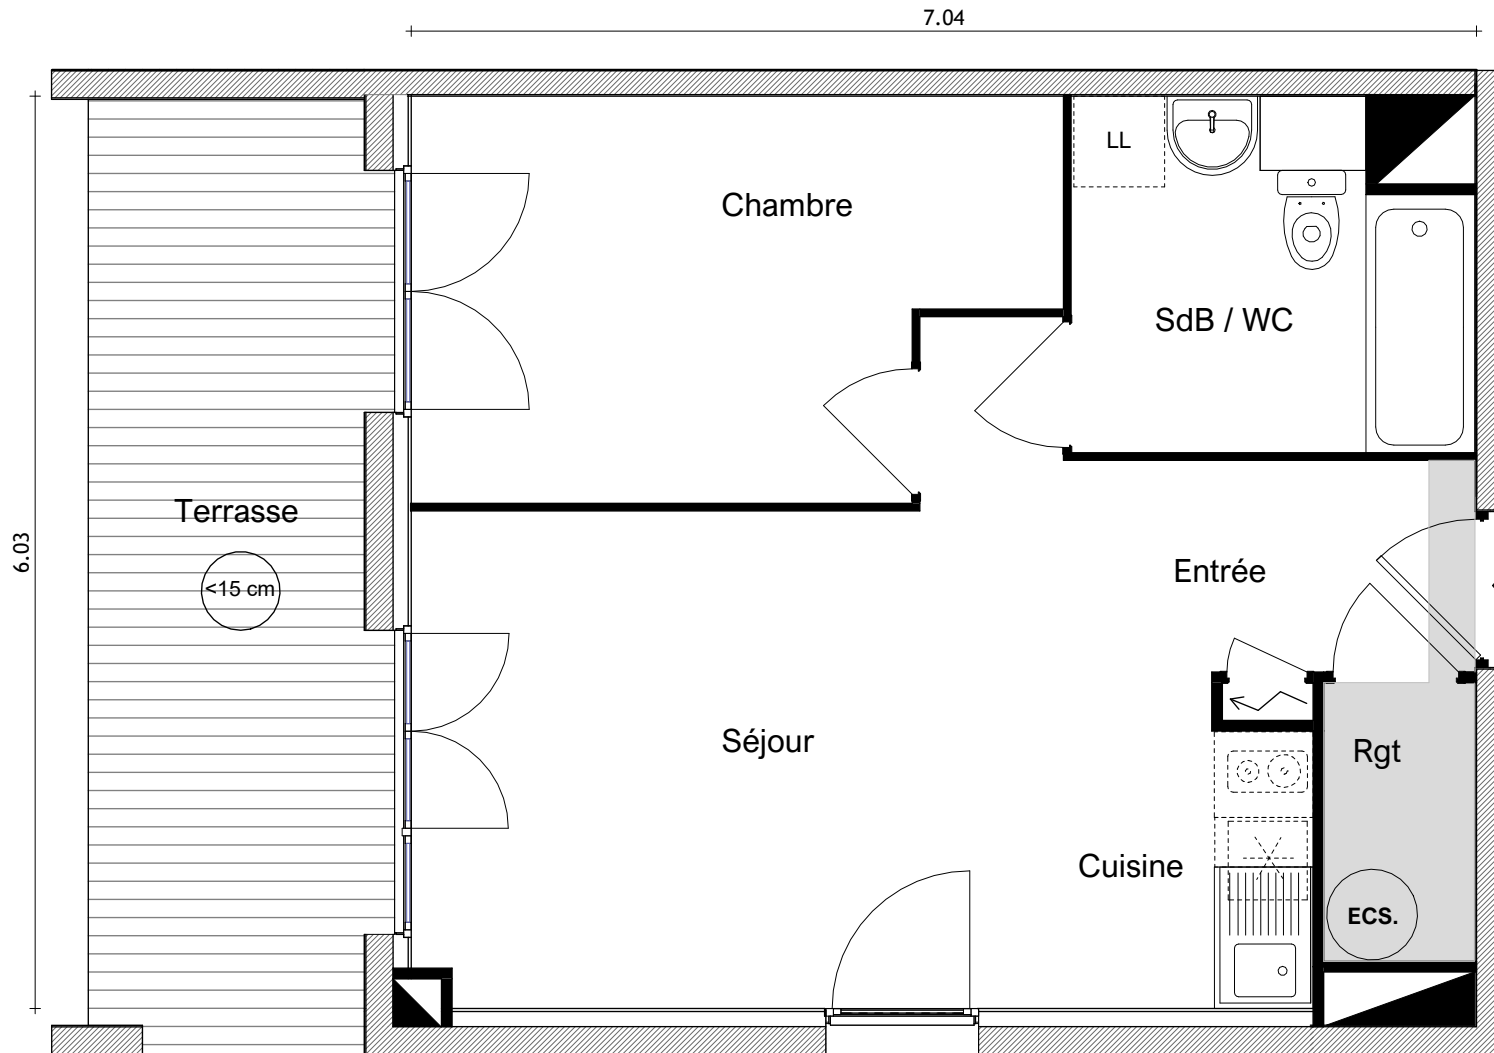 7.04
LL
Chambre
SdB / WC
Terrasse
6.03
<15 cm
Entrée
Séjour
Rgt
Cuisine
ECS.